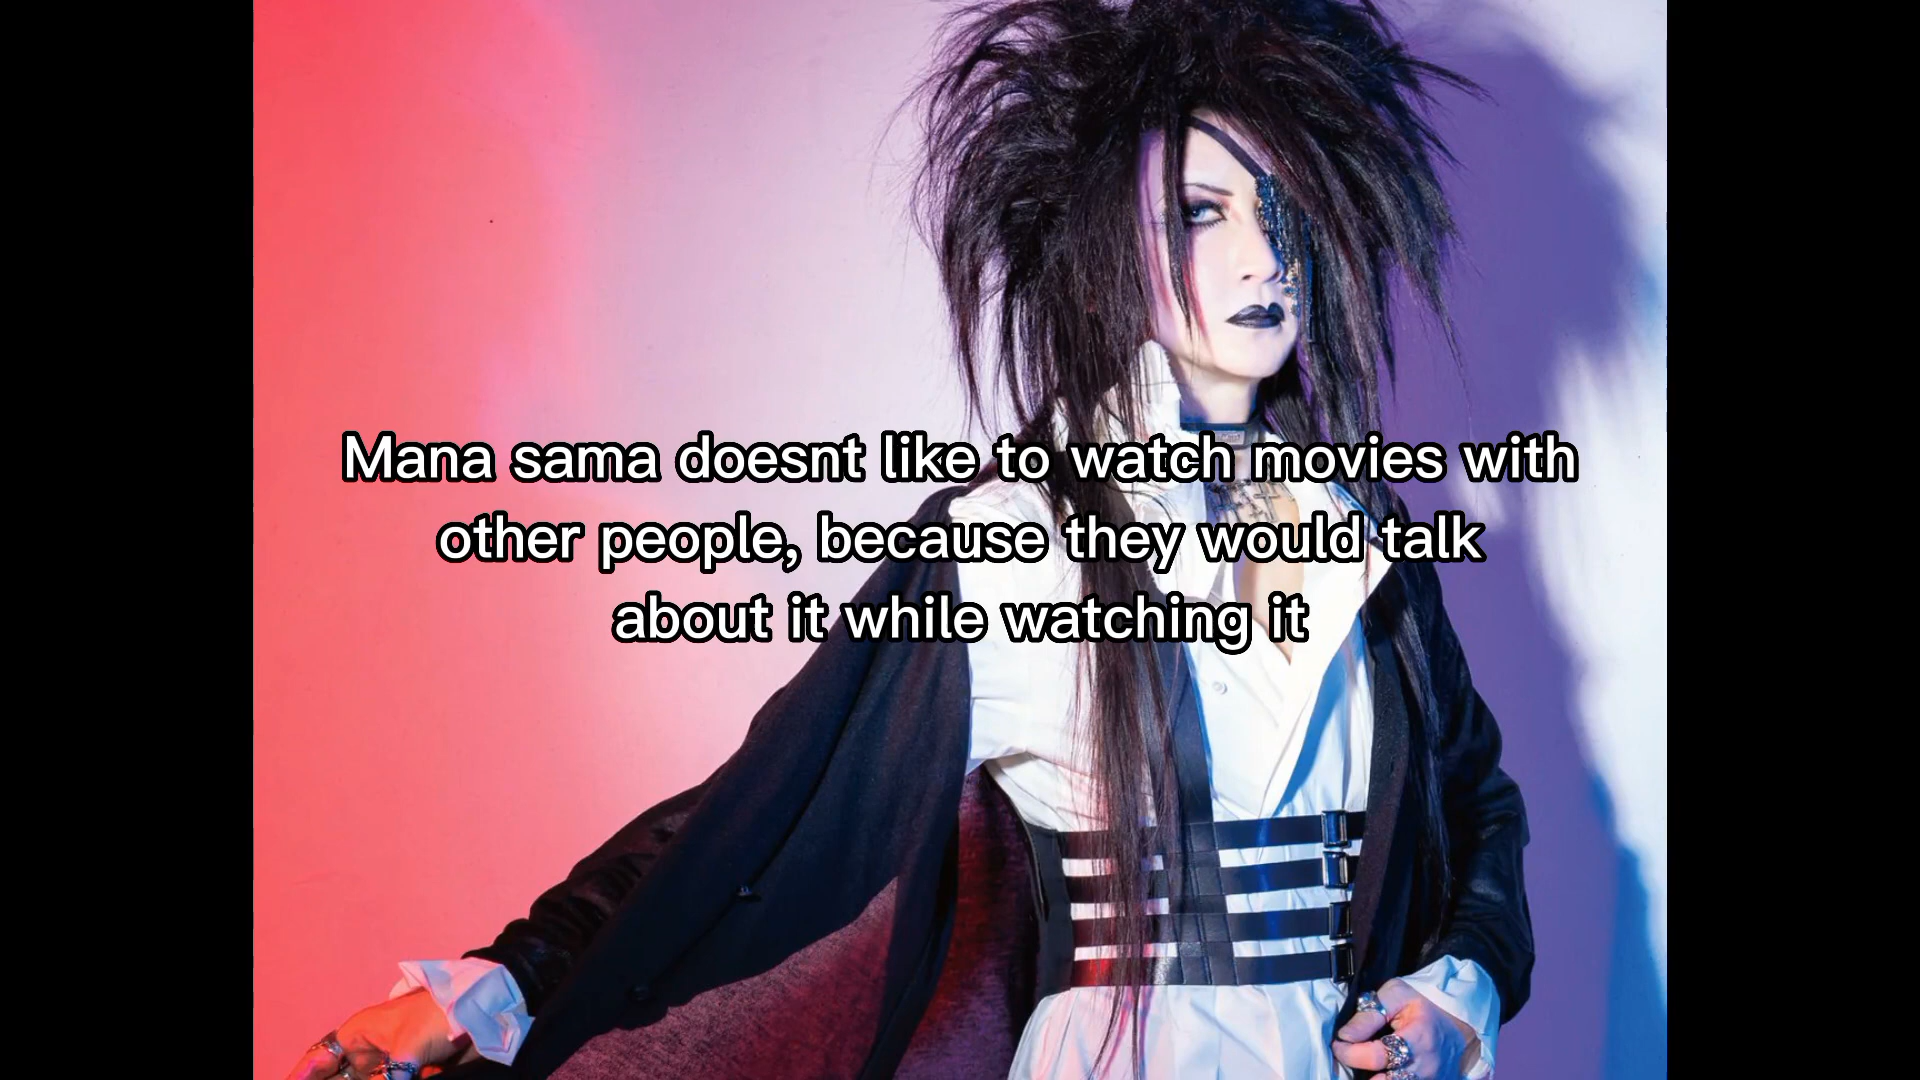 Mana sama doesnt like to watch movies with
other people, because they would talk
about it while watching it